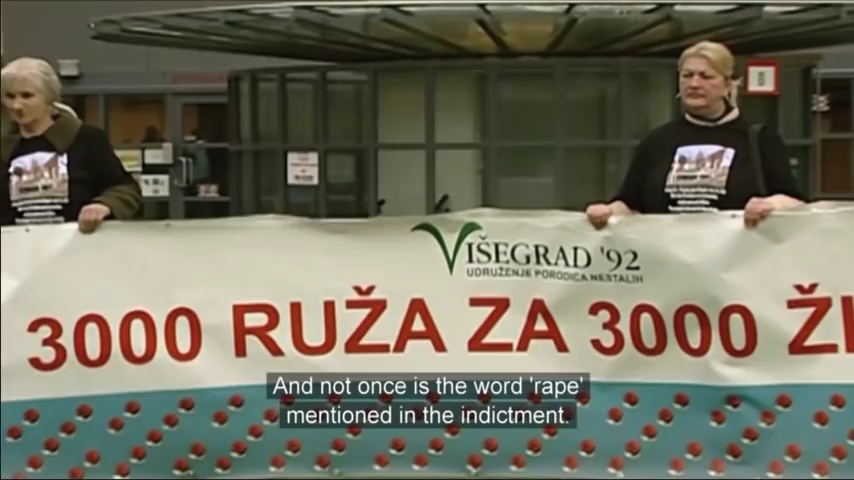 VIŠEGRAD '92
UDRUŽENJE PORODICA NESTALIH
3000 RUŽA ZA 3000 Ž
And not once is the word 'rape'
mentioned in the indictment.